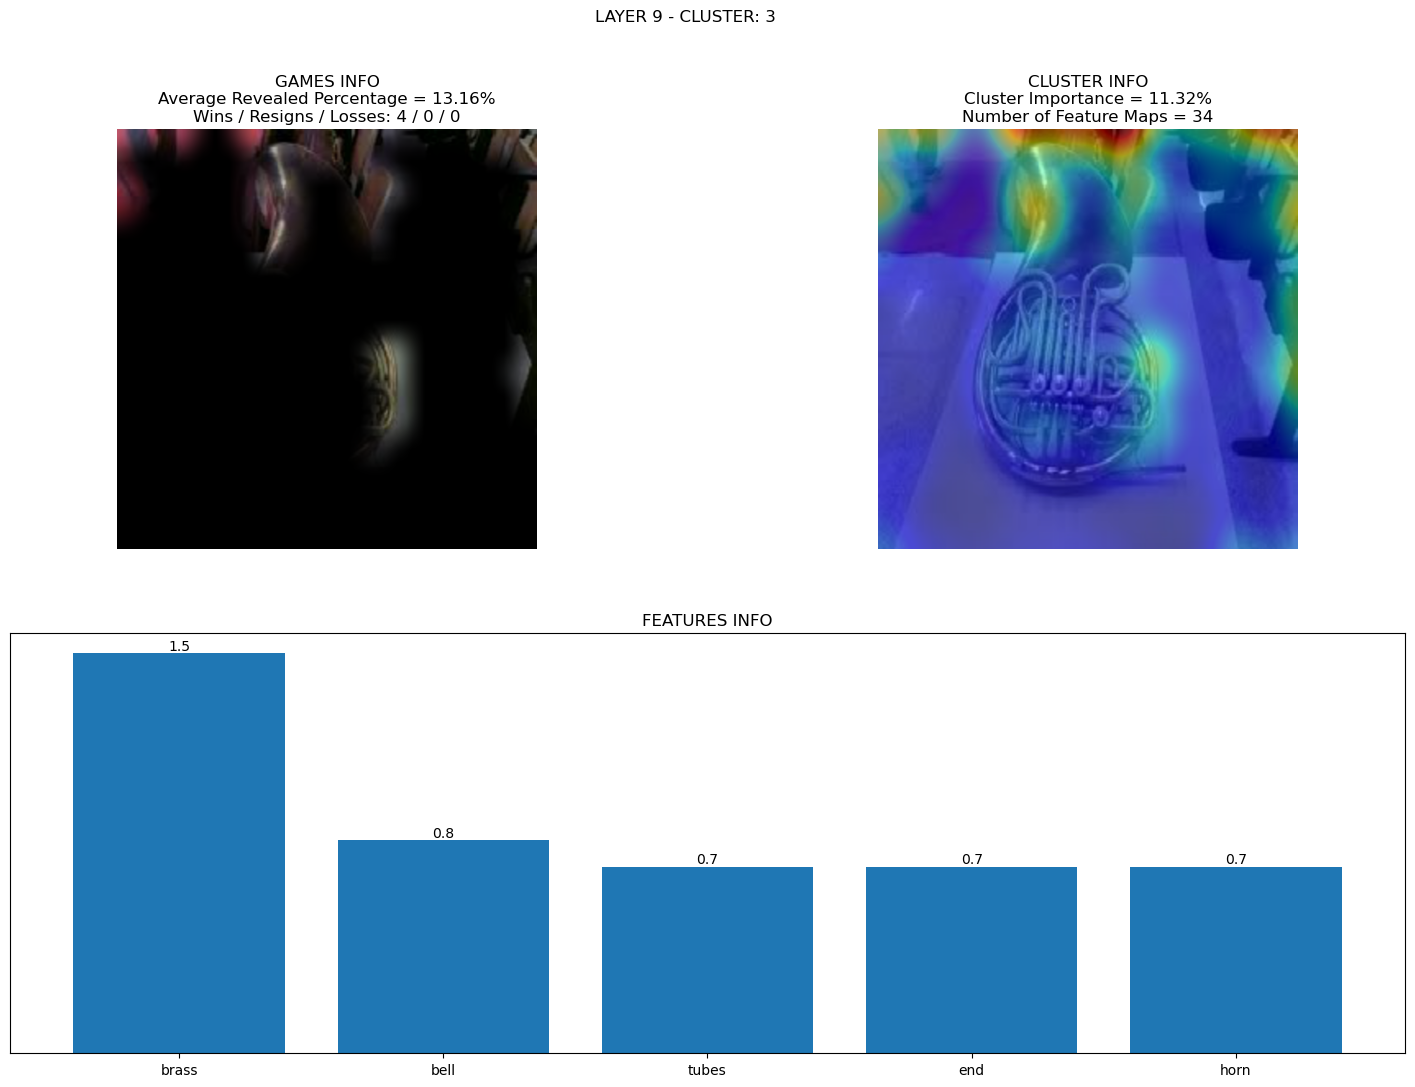 LAYER 9 - CLUSTER: 3
GAMES INFO
Average Revealed Percentage = 13.16%
Wins / Resigns / Losses: 4 / 0 / 0
CLUSTER INFO
Cluster Importance = 11.32%
Number of Feature Maps = 34
FEATURES INFO
1.5
0.8
0.7
0.7
0.7
brass
bell
tubes
end
horn